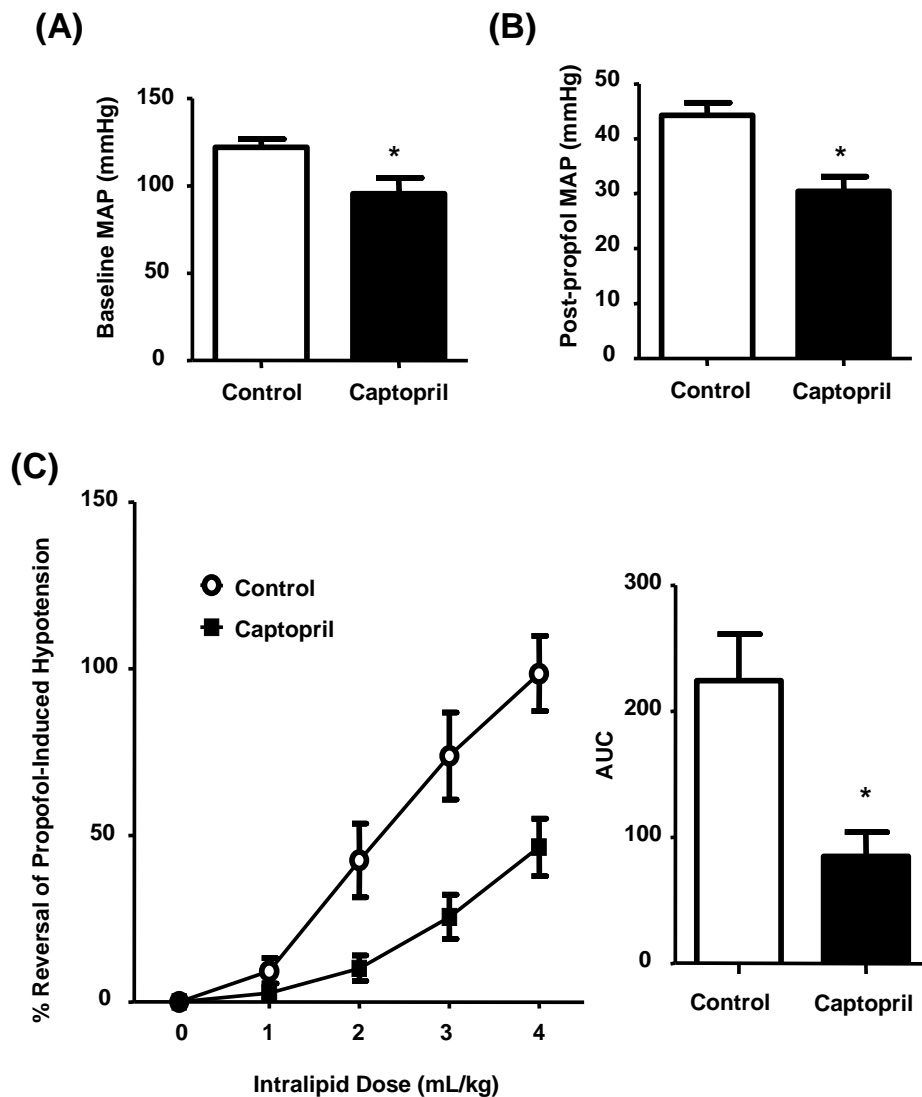 (A)
Baseline MAP (mmHg)
150
100
50
0
*
Control
Captopril
(B)
Post-propfol MAP (mmHg)
50
40
30
20
10
0
*
Control
Captopril
(C)
% Reversal of Propofol-Induced Hypotension
150
100
50
0
Control
Captopril
0
1
2
3
4
Intralipid Dose (mL/kg)
AUC
300
200
100
0
*
Control
Captopril